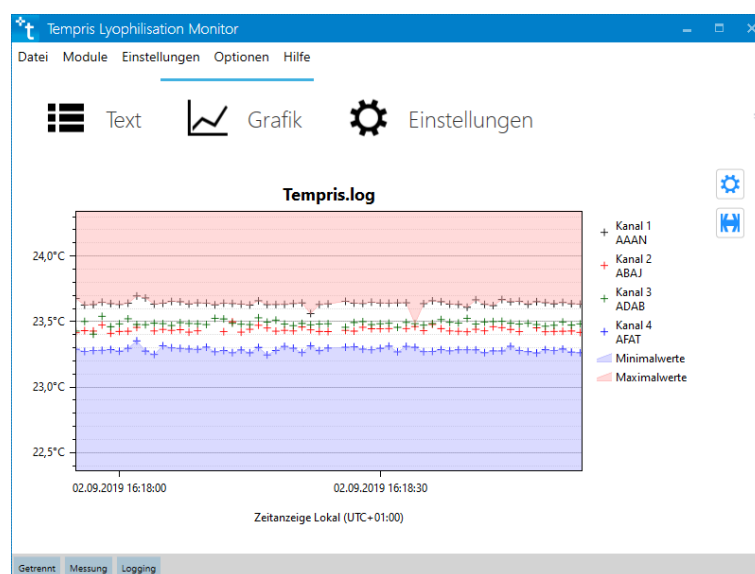 Tempris Lyophilisation Monitor
Datei Module Einstellungen Optionen Hilfe
Text Grafik Einstellungen
Tempris.log
24,0°C
23,5°C
23,0°C
22,5°C
02.09.2019 16:18:00 02.09.2019 16:18:30
Zeitanzeige Lokal (UTC+01:00)
Kanal 1
AAAN
Kanal 2
ABAJ
Kanal 3
ADAB
Kanal 4
AFAT
Minimalwerte
Maximalwerte
Getrennt Messung Logging